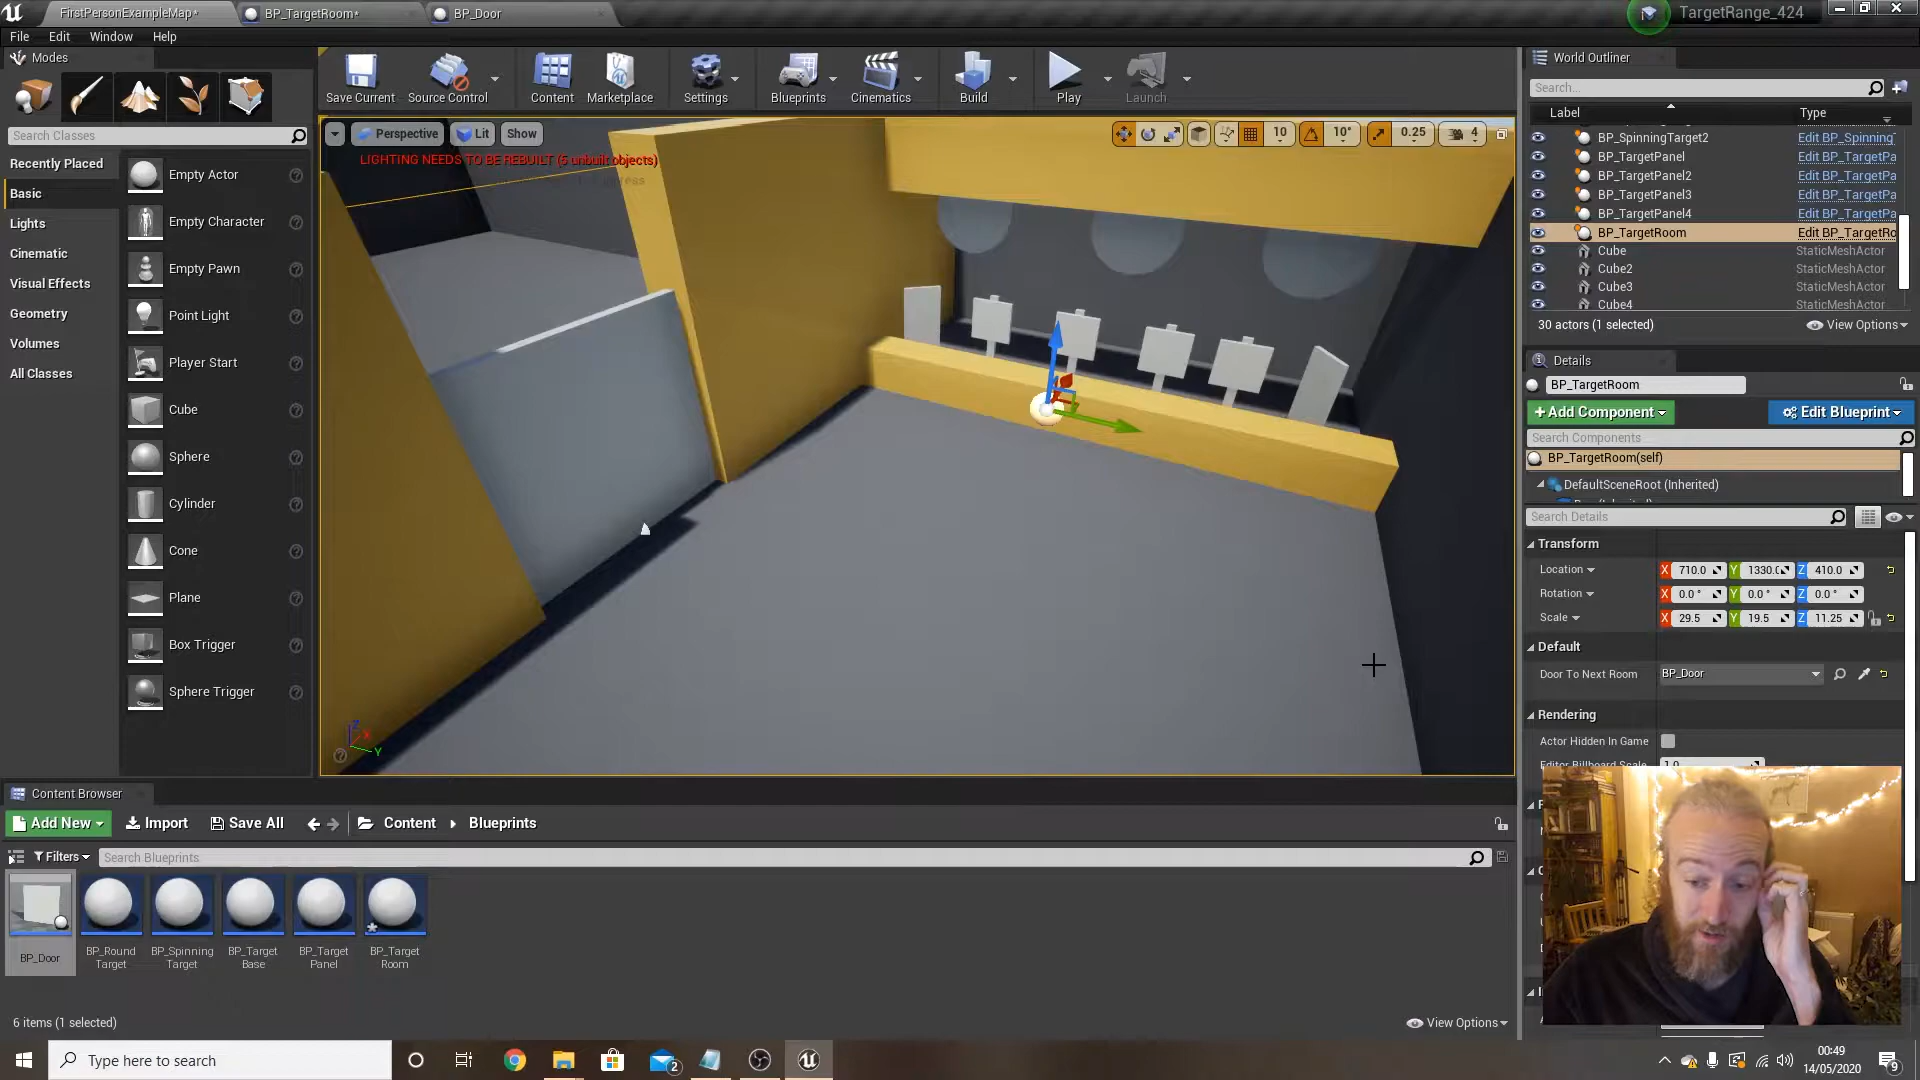 FirstPersonExampleMap*
BP_TargetRoom*
BP_Door
TargetRange_424
File
Edit
Window
Help
Modes
Search Classes
Recently Placed
Basic
Lights
Cinematic
Visual Effects
Geometry
Volumes
All Classes
Empty Actor
Empty Character
Empty Pawn
Point Light
Player Start
Cube
Sphere
Cylinder
Cone
Plane
Box Trigger
Sphere Trigger
Save Current
Source Control
Content
Marketplace
Settings
Blueprints
Cinematics
Build
Play
Launch
Perspective
Lit
Show
10
10°
0.25
4
LIGHTING NEEDS TO BE REBUILT (5 unbuilt objects)
Z
X
Y
World Outliner
Search...
Label
Type
BP_SpinningTarget2
Edit BP_Spinning
BP_TargetPanel
Edit BP_TargetPa
BP_TargetPanel2
Edit BP_TargetPa
BP_TargetPanel3
Edit BP_TargetPa
BP_TargetPanel4
Edit BP_TargetPa
BP_TargetRoom
Edit BP_TargetRo
Cube
StaticMeshActor
Cube2
StaticMeshActor
Cube3
StaticMeshActor
Cube4
StaticMeshActor
30 actors (1 selected)
View Options
Details
BP_TargetRoom
+Add Component
Edit Blueprint
Search Components
BP_TargetRoom(self)
DefaultSceneRoot (Inherited)
Search Details
Transform
Location
X 710.0
Y 1330.0
Z 410.0
Rotation
X 0.0 °
Y 0.0 °
Z 0.0 °
Scale
X 29.5
Y 19.5
Z 11.25
Default
Door To Next Room
BP_Door
Rendering
Actor Hidden In Game
Editor Billboard Scale
1.0
Content Browser
Add New
Import
Save All
Content
Blueprints
Filters
Search Blueprints
BP_Door
BP_Round
Target
BP_Spinning
Target
BP_Target
Base
BP_Target
Panel
BP_Target
Room
6 items (1 selected)
View Options
Type here to search
2
00:49
14/05/2020
9